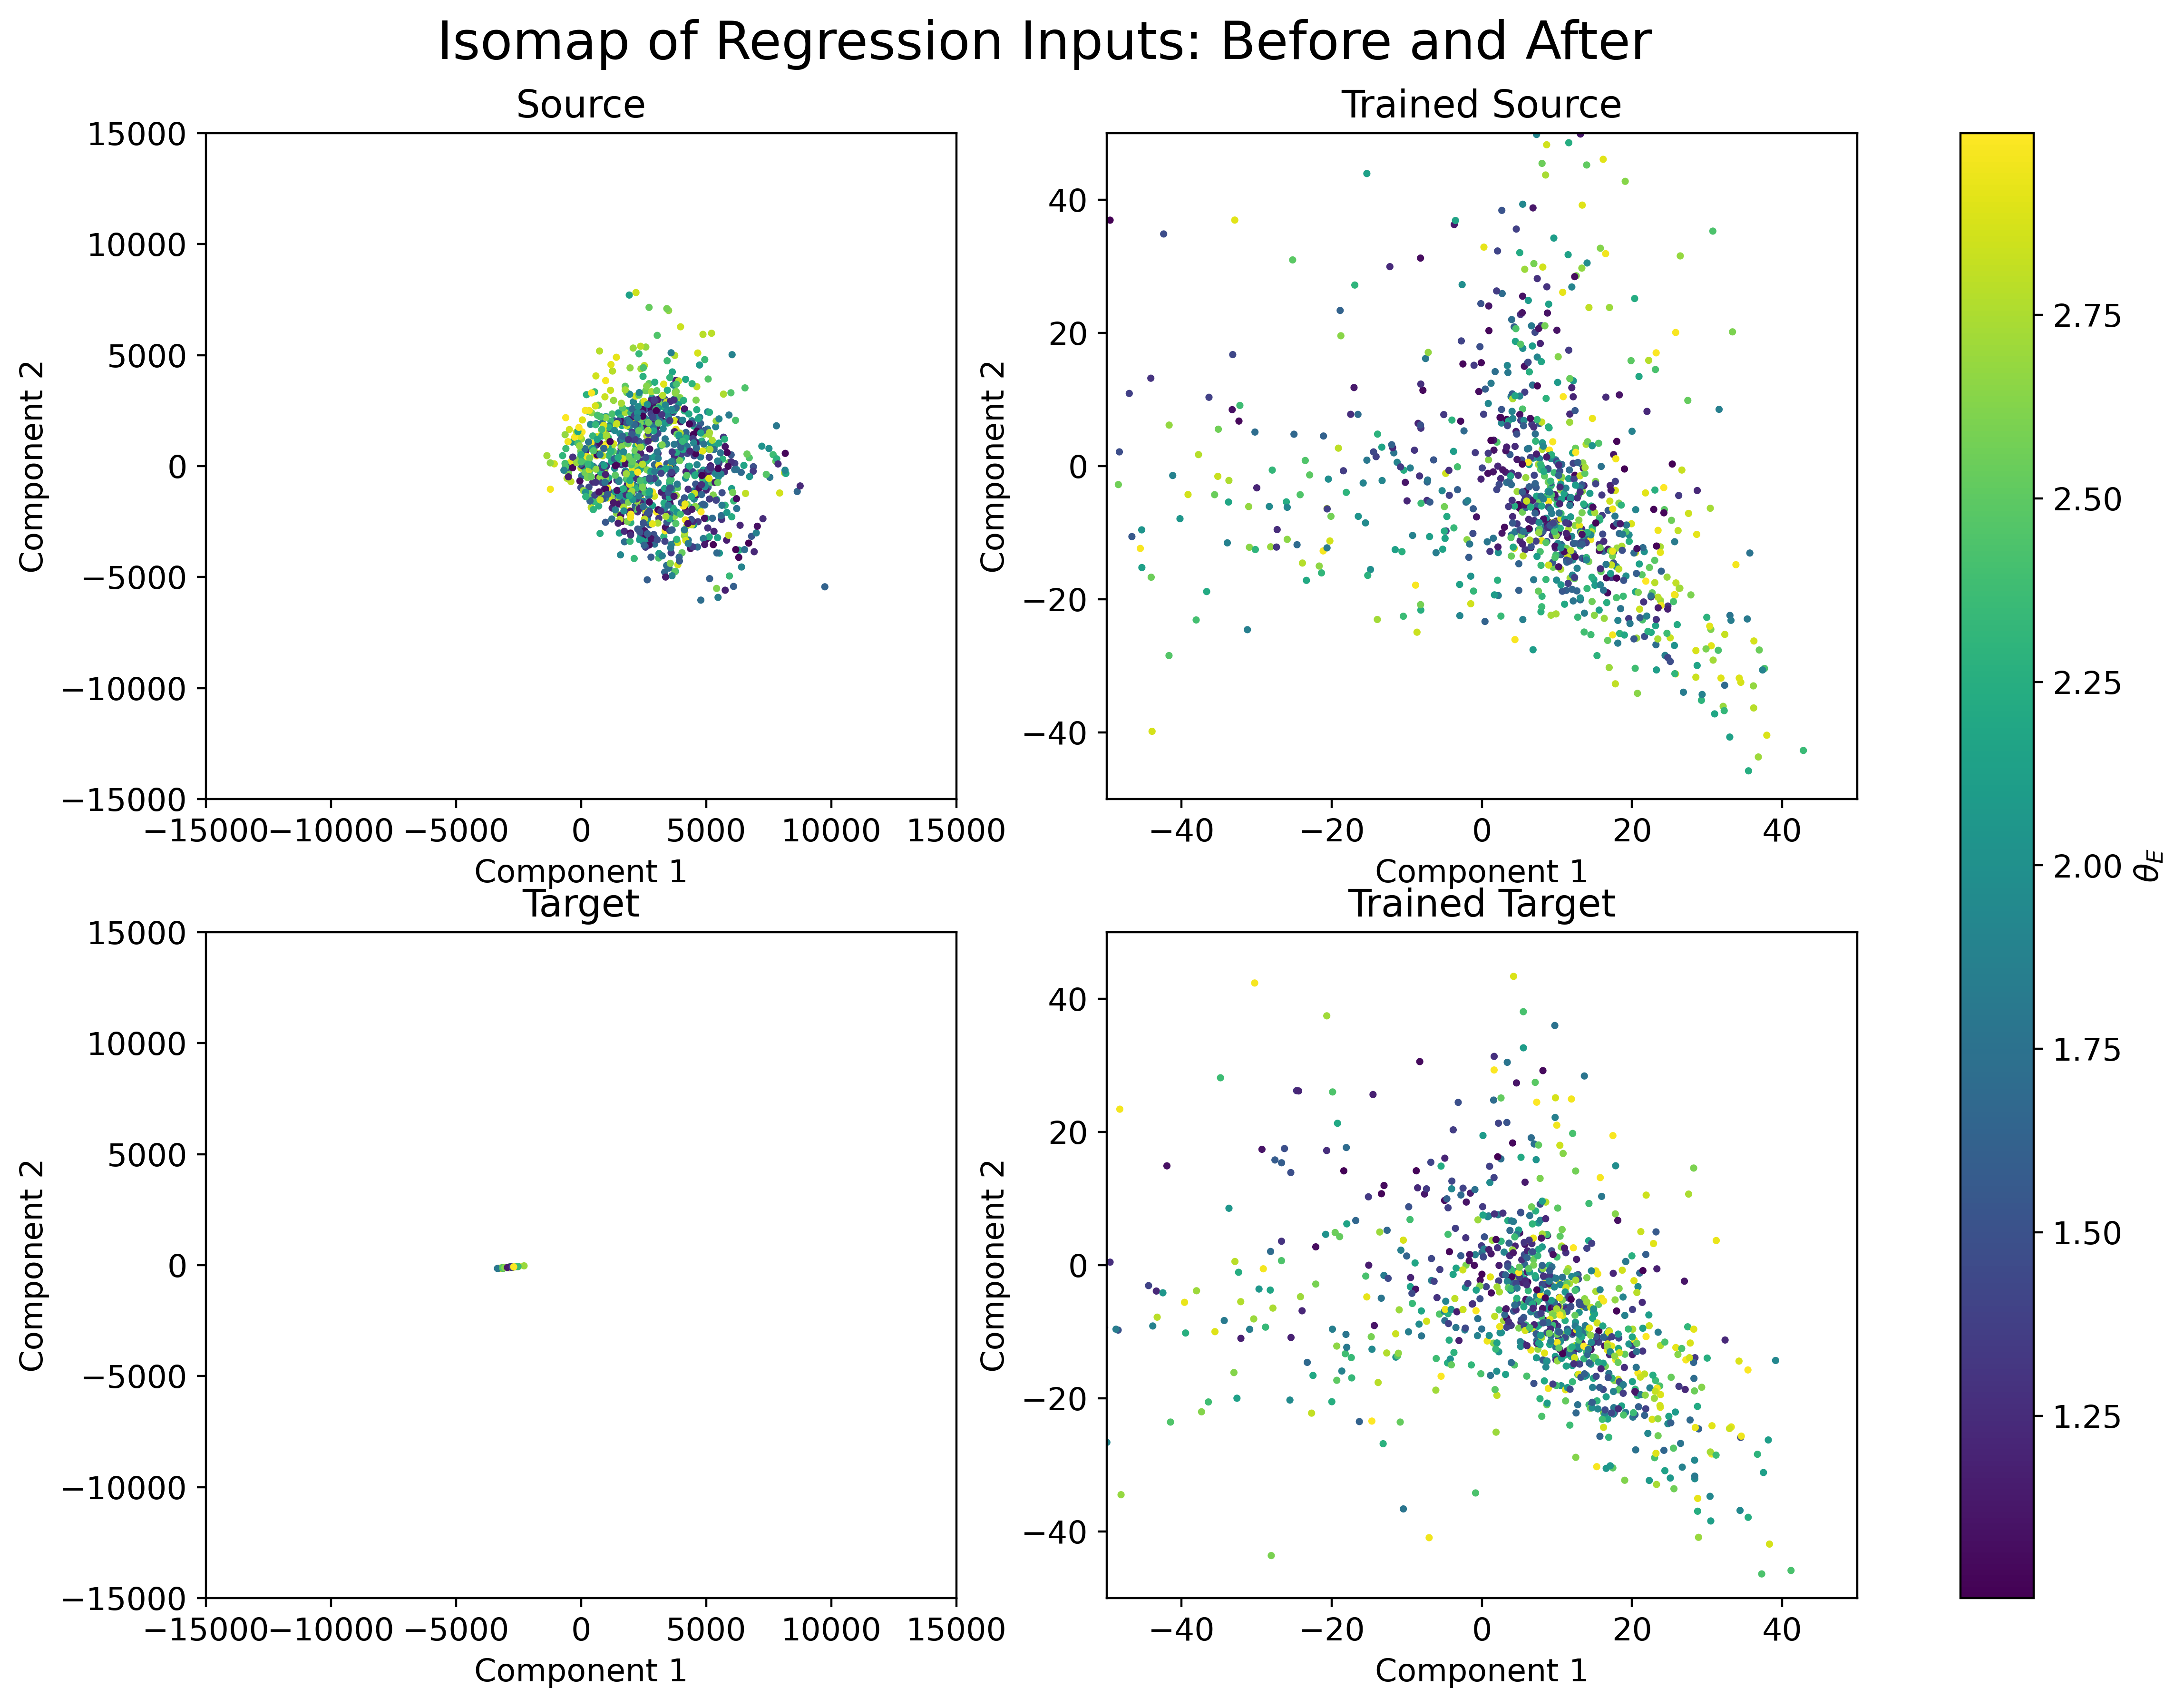 Isomap of Regression Inputs: Before and After
Source
Trained Source
15000
10000
5000
0
−5000
−10000
−15000
Component 2
−15000 −10000 −5000 0 5000 10000 15000
Component 1
40
20
0
−20
−40
Component 2
−40 −20 0 20 40
Component 1
Target
Trained Target
15000
10000
5000
0
−5000
−10000
−15000
Component 2
−15000 −10000 −5000 0 5000 10000 15000
Component 1
40
20
0
−20
−40
Component 2
−40 −20 0 20 40
Component 1
2.75
2.50
2.25
2.00
1.75
1.50
1.25
θE